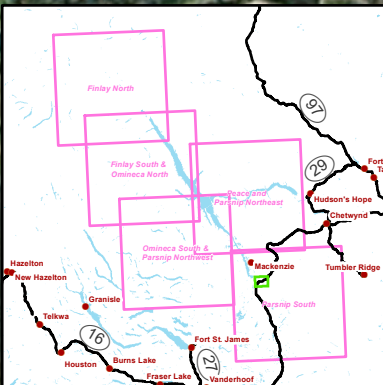 Finlay North
97
Finlay South &
Omineca North
29
Fort
Ta
Peace and
Parsnip Northeast
Hudson's Hope
Chetwynd
Omineca South &
Parsnip Northwest
Hazelton
New Hazelton
Mackenzie
Tumbler Ridge
Granisle
Parsnip South
Telkwa
16
Fort St. James
Houston
Burns Lake
27
Fraser Lake
Vanderhoof